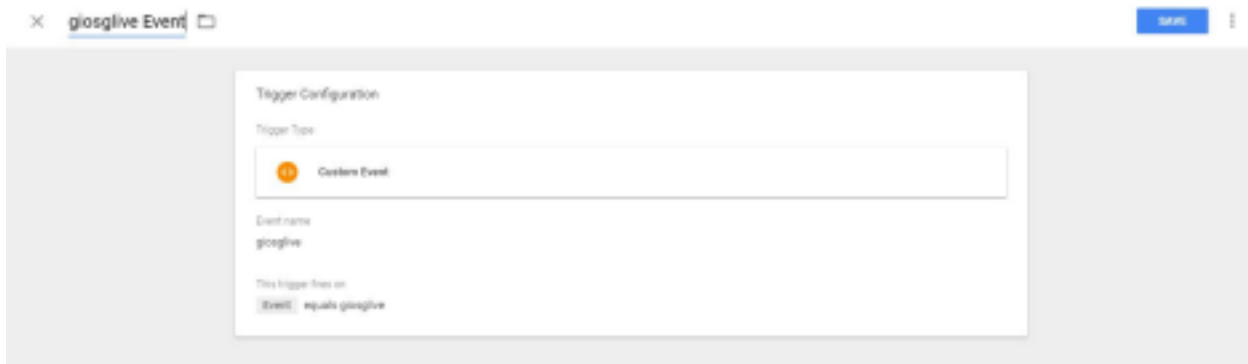 giosglive Event
SAVE
Trigger Configuration
Trigger Type
Custom Event
Event name
giosglive
This trigger fires on
Event equals giosglive